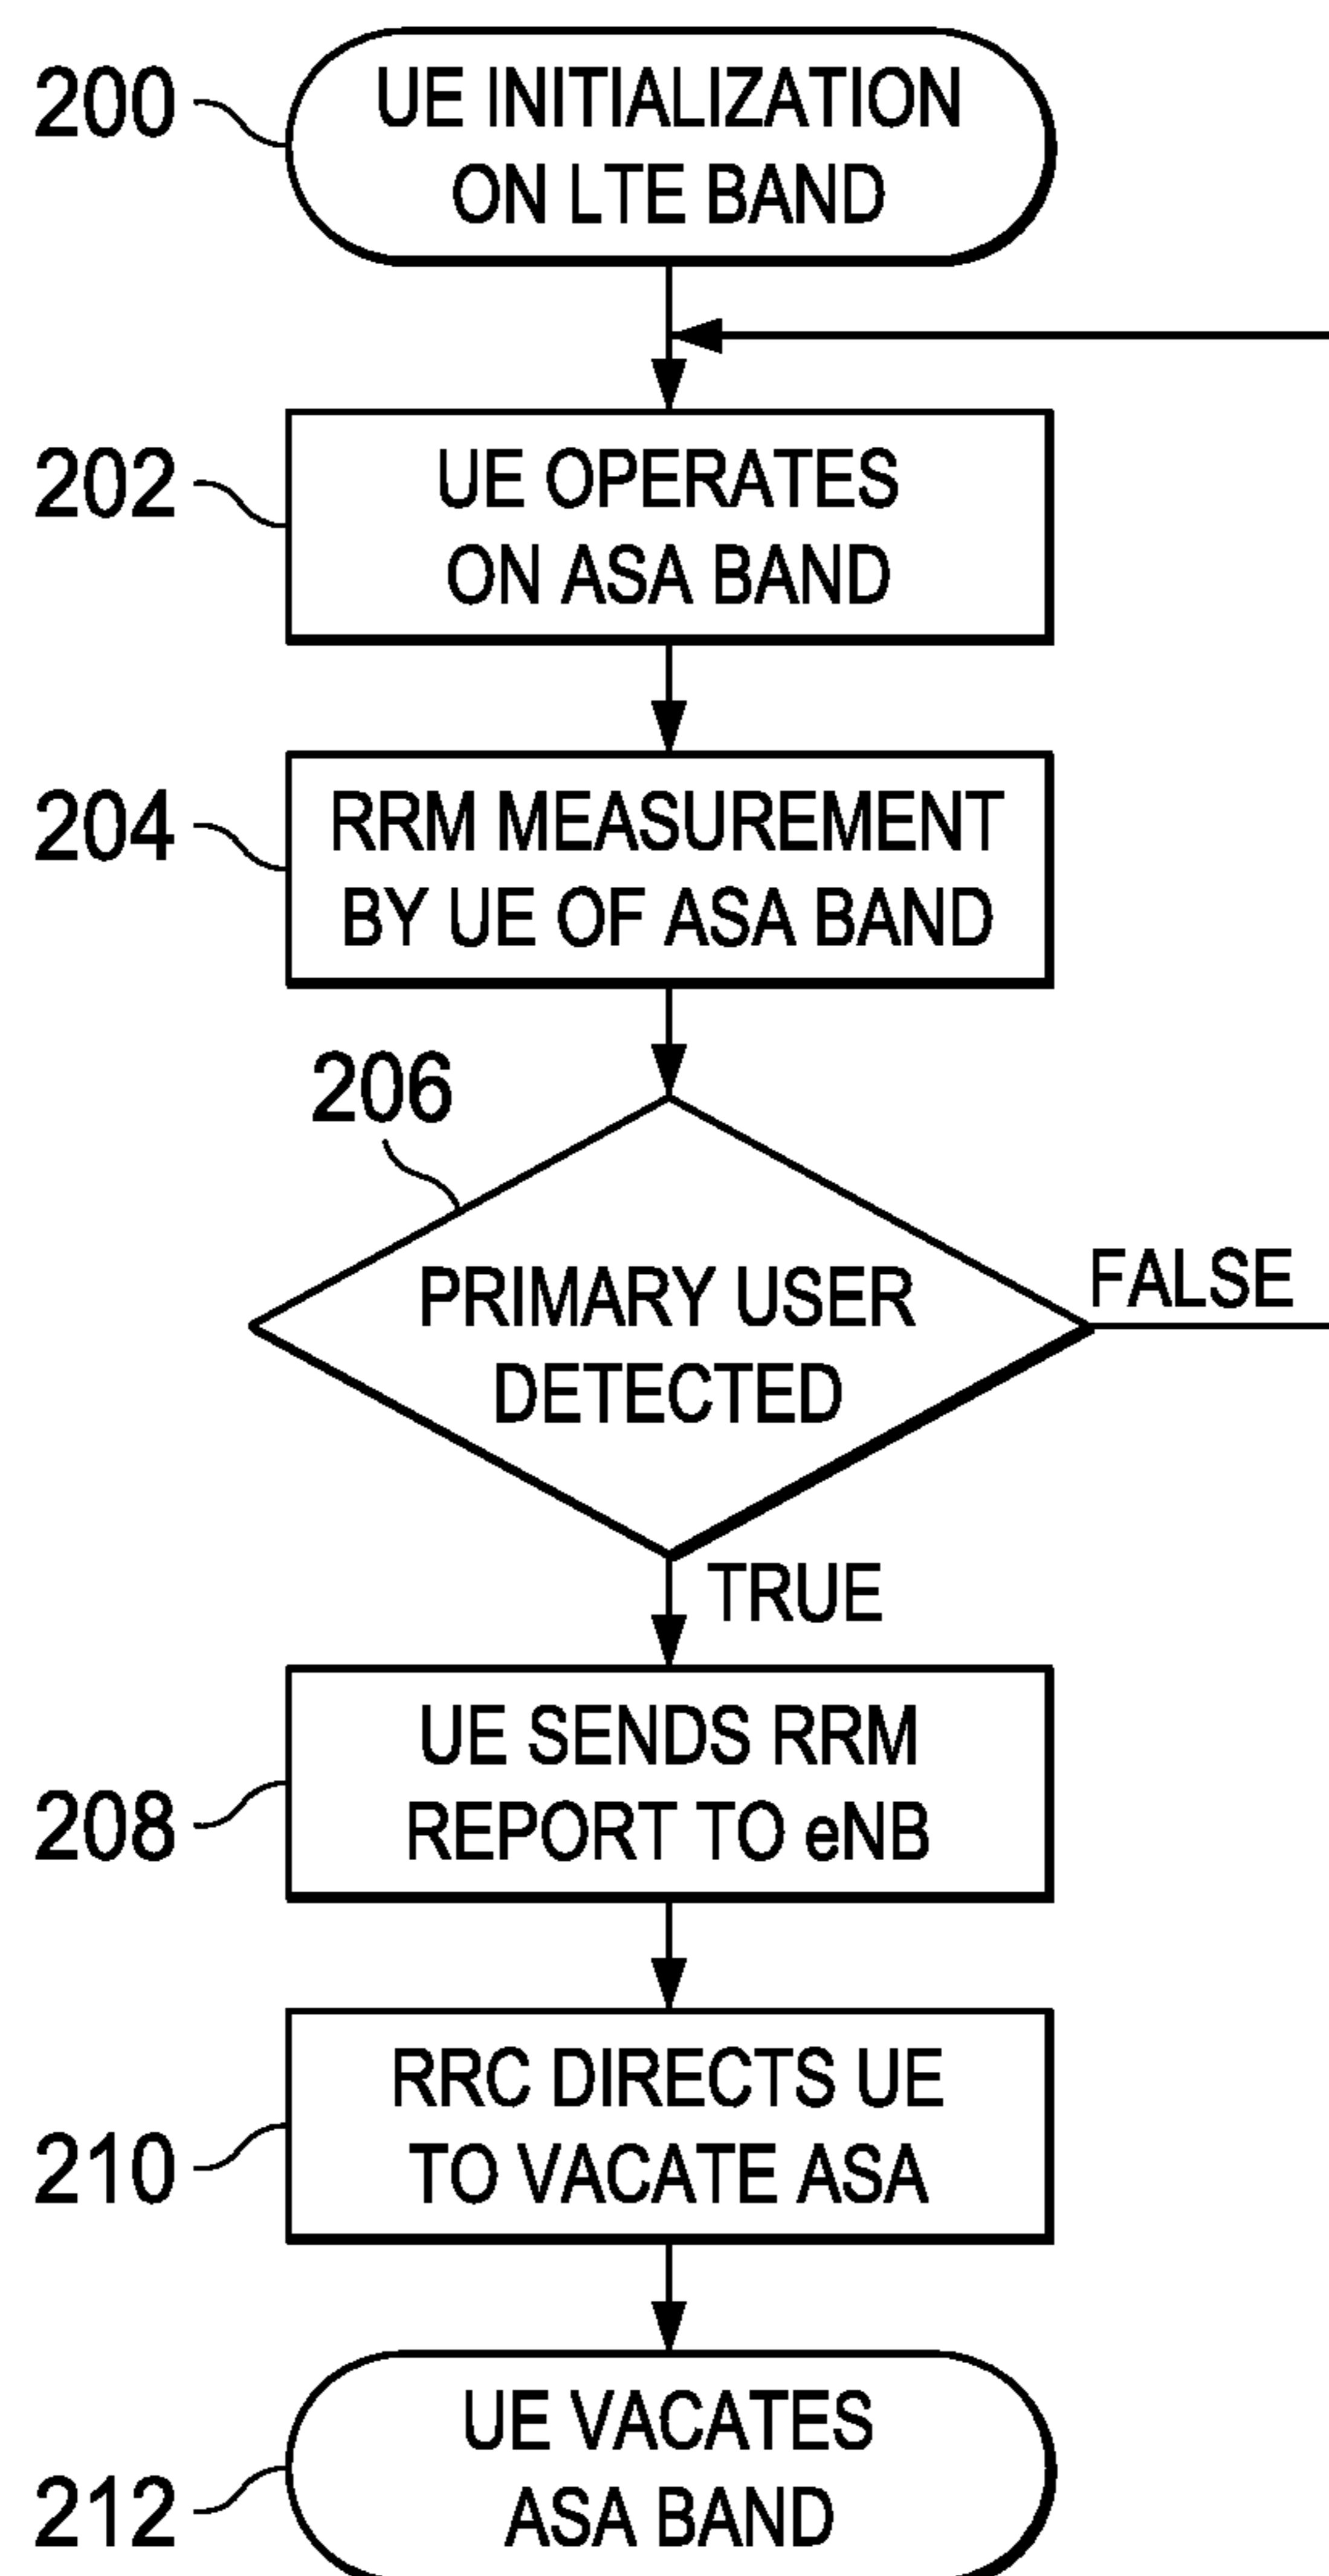 200
UE INITIALIZATION
ON LTE BAND
202
UE OPERATES
ON ASA BAND
204
RRM MEASUREMENT
BY UE OF ASA BAND
206
PRIMARY USER
DETECTED
FALSE
TRUE
208
UE SENDS RRM
REPORT TO eNB
210
RRC DIRECTS UE
TO VACATE ASA
212
UE VACATES
ASA BAND